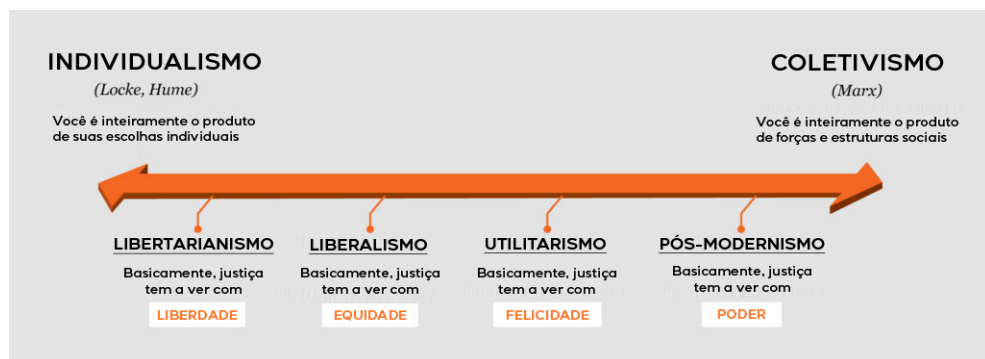 INDIVIDUALISMO
(Locke, Hume)
Você é inteiramente o produto
de suas escolhas individuais
COLETIVISMO
(Marx)
Você é inteiramente o produto
de forças e estruturas sociais
LIBERTARIANISMO
Basicamente, justiça
tem a ver com
LIBERDADE
LIBERALISMO
Basicamente, justiça
tem a ver com
EQUIDADE
UTILITARISMO
Basicamente, justiça
tem a ver com
FELICIDADE
PÓS-MODERNISMO
Basicamente, justiça
tem a ver com
PODER